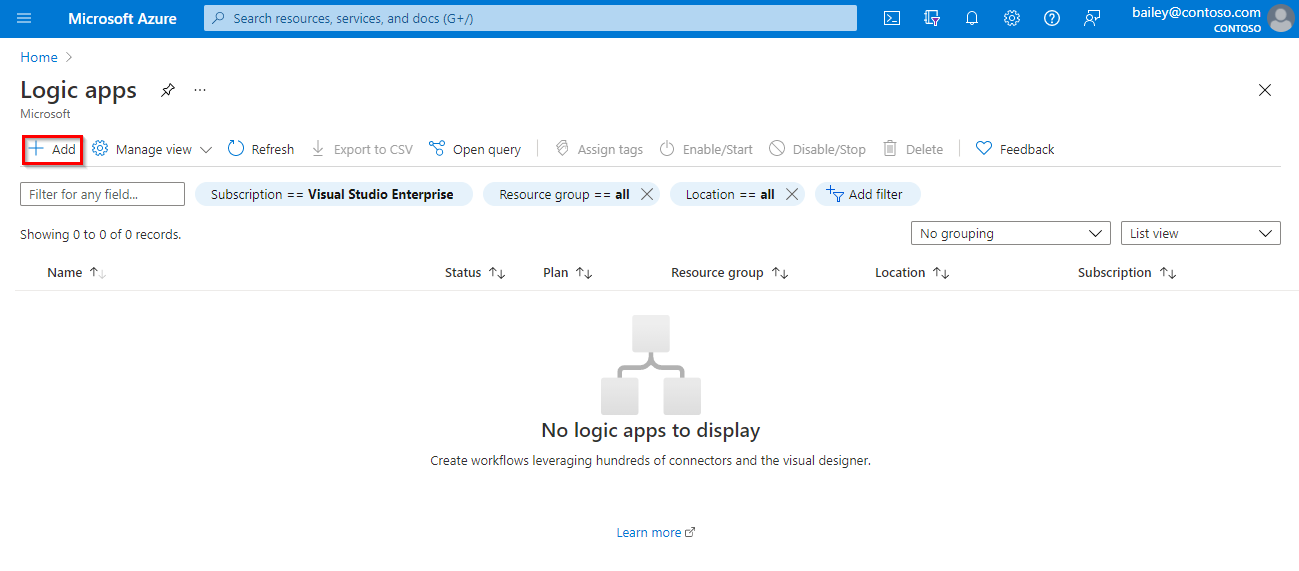 Microsoft Azure
Search resources, services, and docs (G+/)
bailey@contoso.com
CONTOSO
Home
Logic apps
...
Microsoft
Add
Manage view
Refresh
Export to CSV
Open query
Assign tags
Enable/Start
Disable/Stop
Delete
Feedback
Filter for any field...
Subscription == Visual Studio Enterprise
Resource group == all
Location == all
Add filter
Showing 0 to 0 of 0 records.
No grouping
List view
Name
Status
Plan
Resource group
Location
Subscription
No logic apps to display
Create workflows leveraging hundreds of connectors and the visual designer.
Learn more